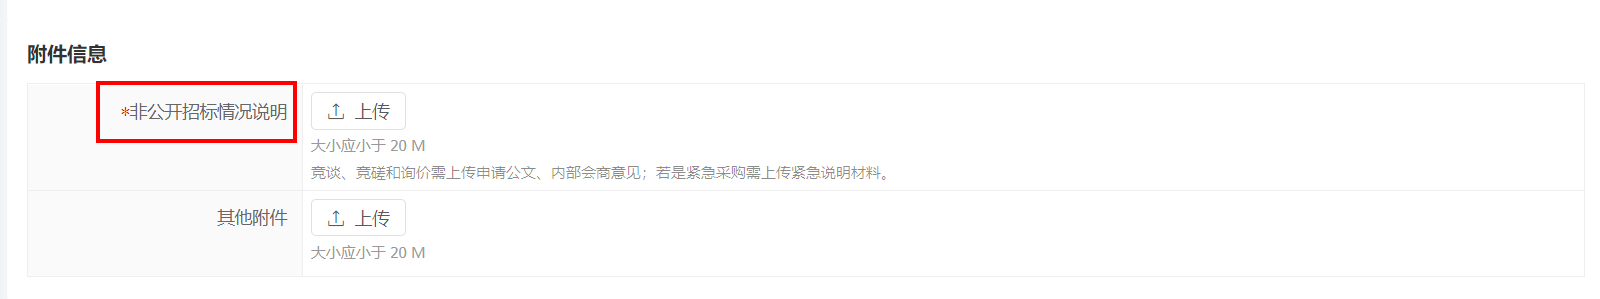 附件信息
*非公开招标情况说明
上传
大小应小于 20 M
竞谈、竞磋和询价需上传申请公文、内部会商意见；若是紧急采购需上传紧急说明材料。
其他附件
上传
大小应小于 20 M